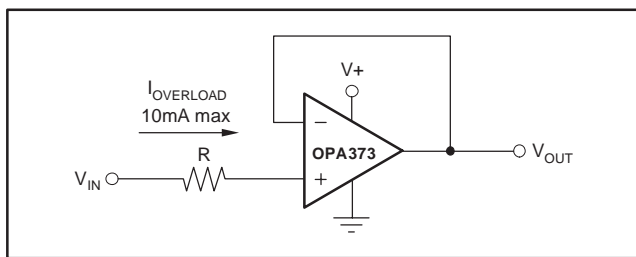 V+
I_OVERLOAD
10mA max
R
−
OPA373
+
V_IN
V_OUT